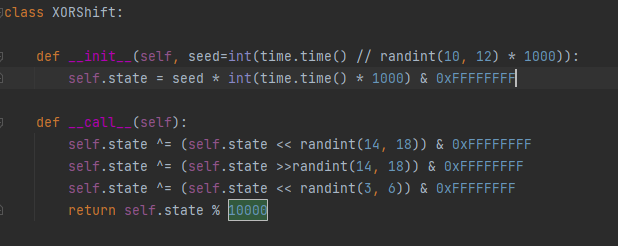 class XORShift:
def __init__(self, seed=int(time.time() // randint(10, 12) * 1000)):
self.state = seed * int(time.time() * 1000) & 0xFFFFFFFF
def __call__(self):
self.state ^= (self.state << randint(14, 18)) & 0xFFFFFFFF
self.state ^= (self.state >>randint(14, 18)) & 0xFFFFFFFF
self.state ^= (self.state << randint(3, 6)) & 0xFFFFFFFF
return self.state % 10000